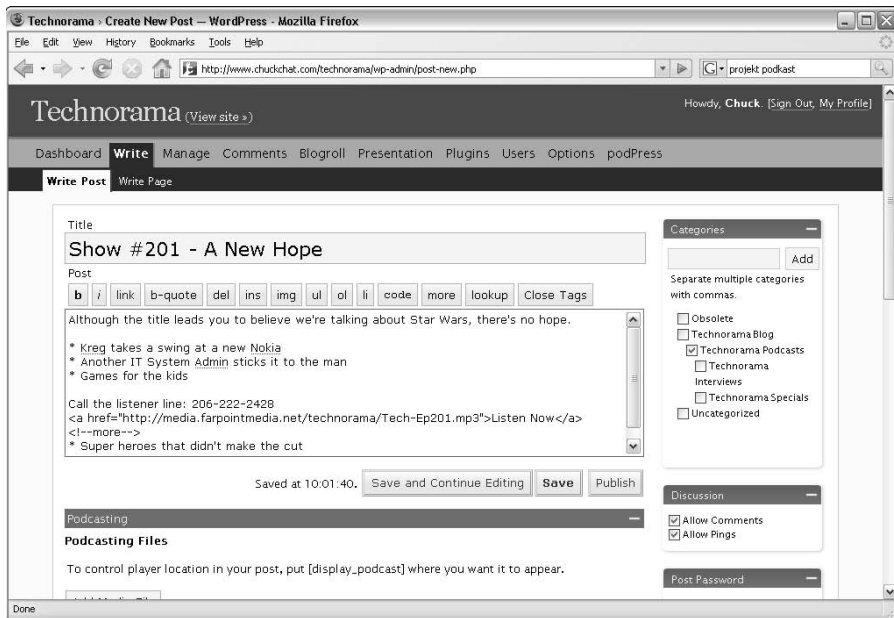 Technorama › Create New Post — WordPress - Mozilla Firefox
File Edit View History Bookmarks Tools Help
http://www.chuckchat.com/technorama/wp-admin/post-new.php
projekt podkast
Technorama (View site »)
Howdy, Chuck. [Sign Out, My Profile]
Dashboard Write Manage Comments Blogroll Presentation Plugins Users Options podPress
Write Post Write Page
Title
Show #201 - A New Hope
Post
b i link b-quote del ins img ul ol li code more lookup Close Tags
Although the title leads you to believe we're talking about Star Wars, there's no hope.
* Kreg takes a swing at a new Nokia
* Another IT System Admin sticks it to the man
* Games for the kids
Call the listener line: 206-222-2428
<a href="http://media.farpointmedia.net/technorama/Tech-Ep201.mp3">Listen Now</a>
<!--more-->
* Super heroes that didn't make the cut
Saved at 10:01:40. Save and Continue Editing Save Publish
Podcasting
Podcasting Files
To control player location in your post, put [display_podcast] where you want it to appear.
Categories
Add
Separate multiple categories
with commas.
Obsolete
Technorama Blog
Technorama Podcasts
Technorama
Interviews
Technorama Specials
Uncategorized
Discussion
Allow Comments
Allow Pings
Post Password
Done